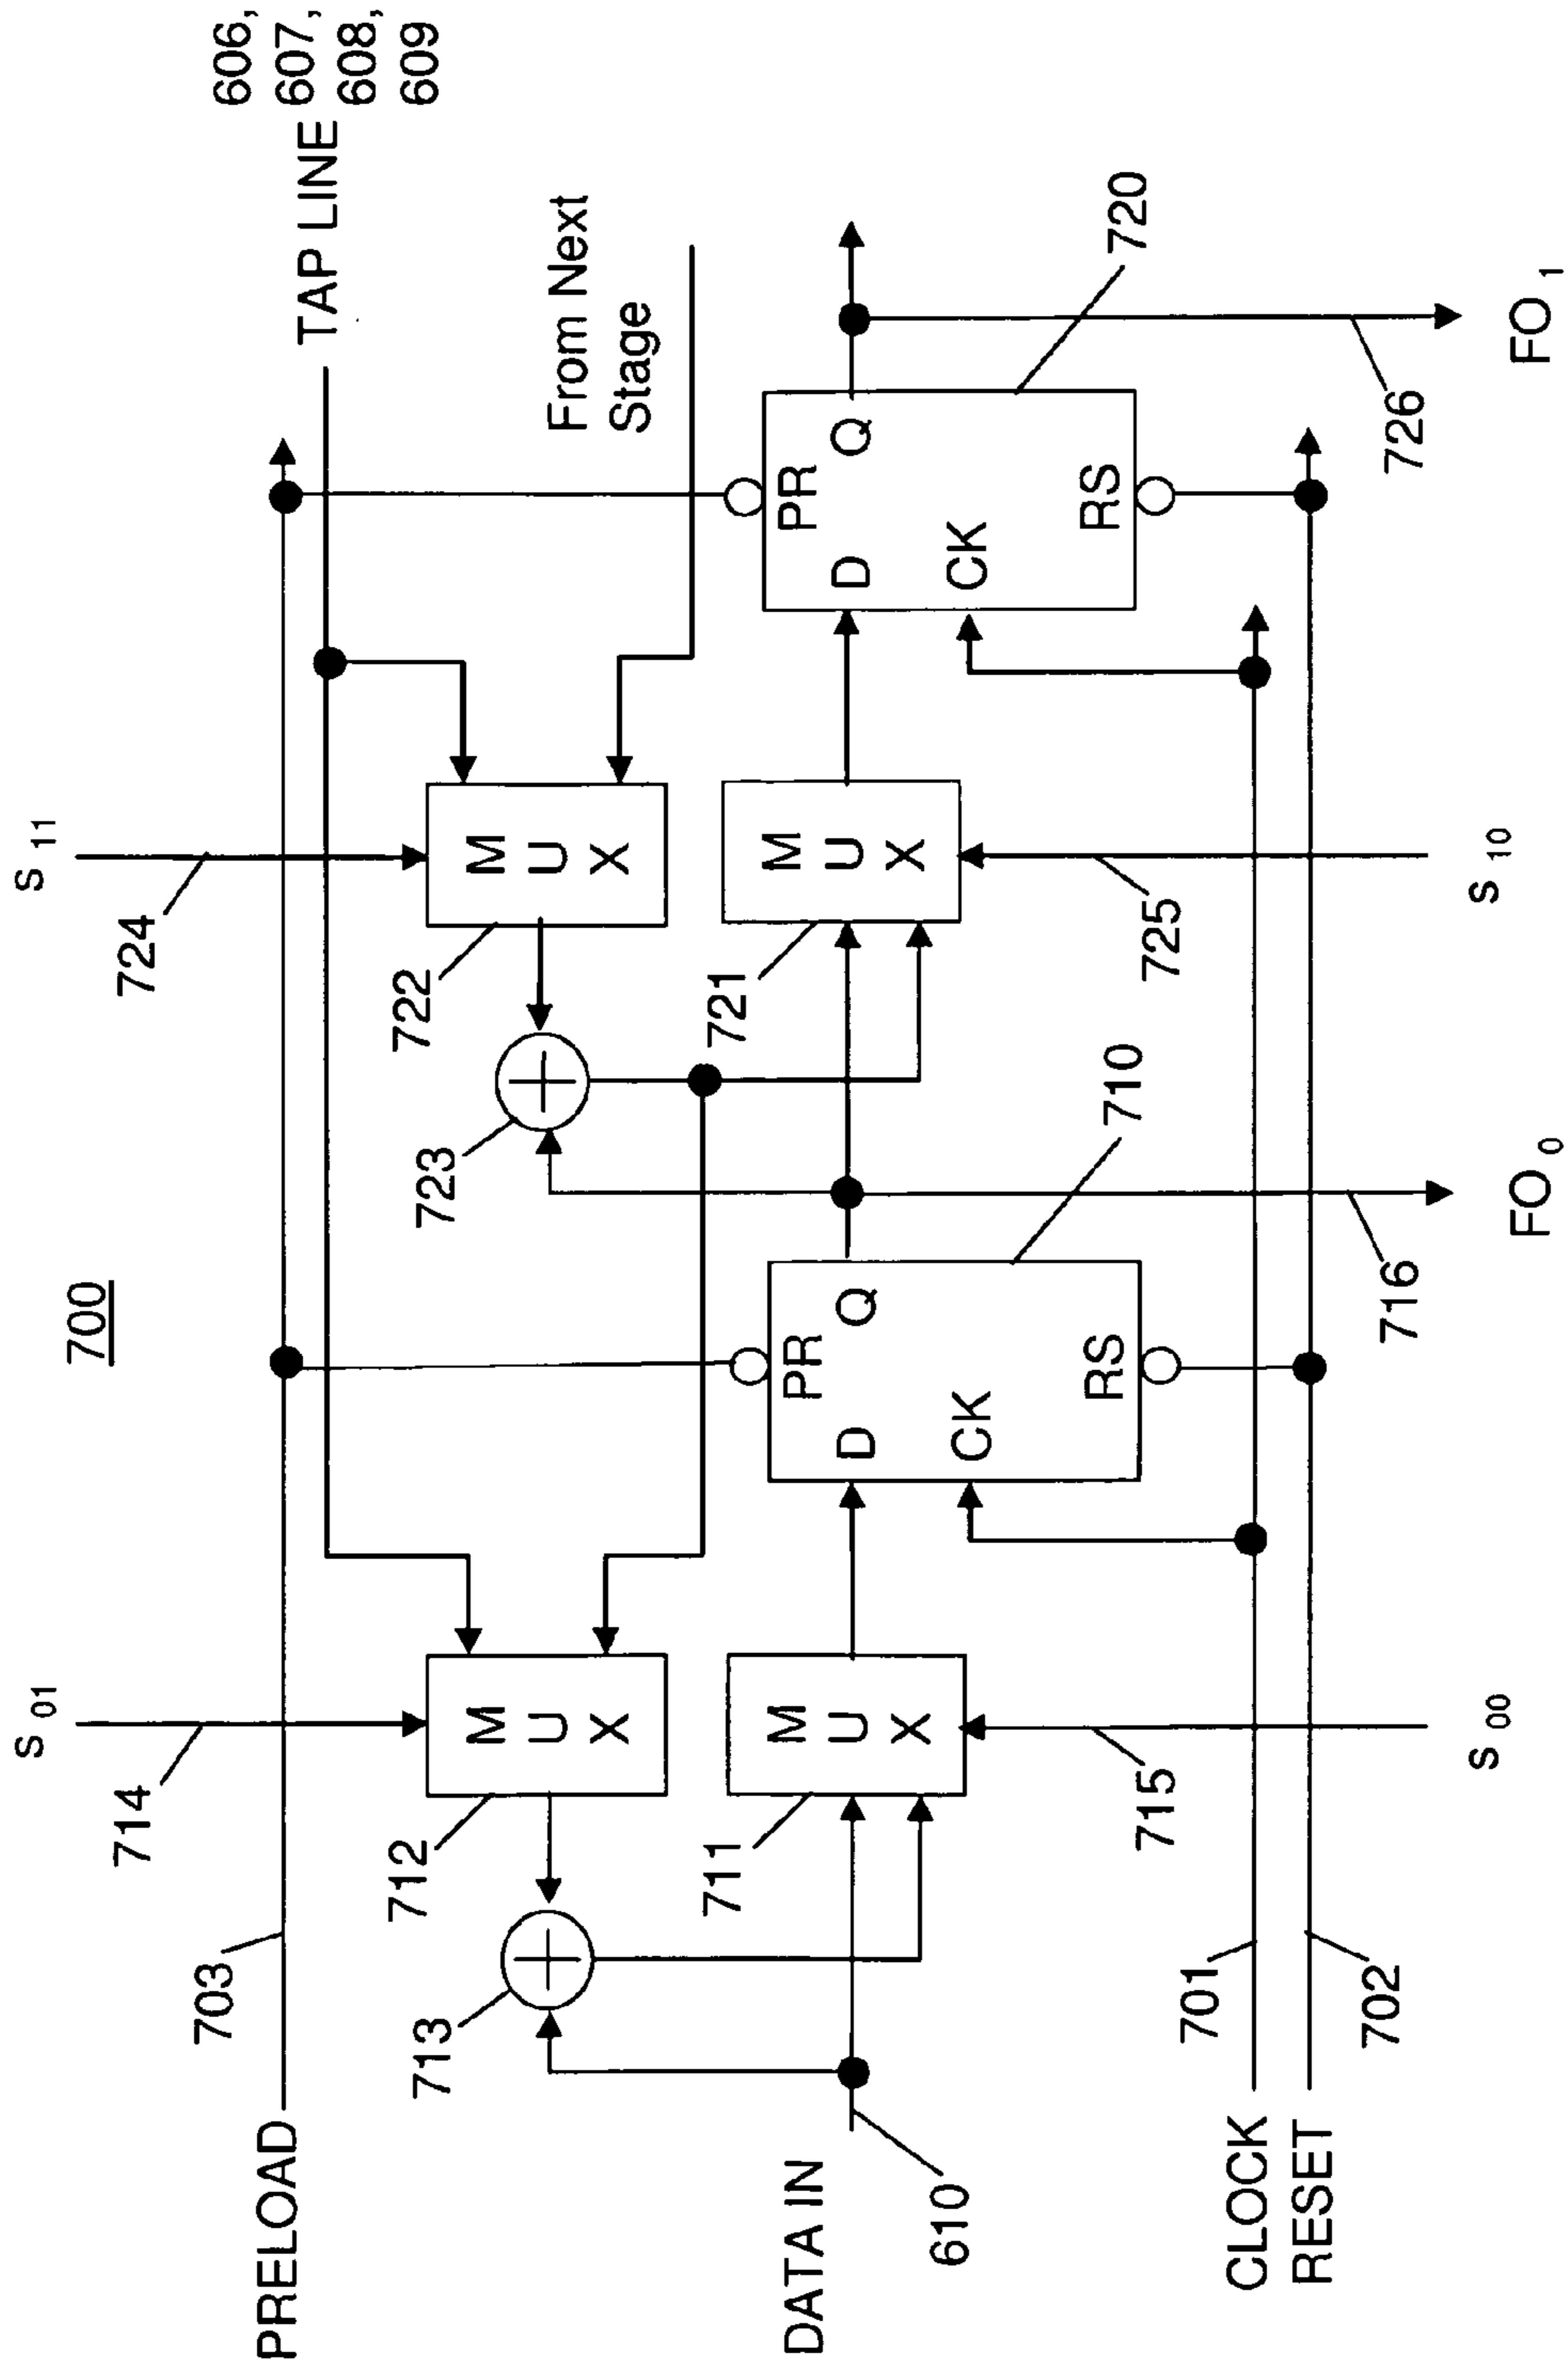 700
606,
TAP LINE 607,
608,
609
PRELOAD
703
S 01
714
S 11
724
From Next
Stage
712
M
U
X
713
722
M
U
X
723
DATA IN
610
711
M
U
X
PR
D
Q
CK
RS
710
721
M
U
X
PR
D
Q
CK
RS
720
715
725
CLOCK
701
RESET
702
716
726
S 00
FO 0
S 10
FO 1